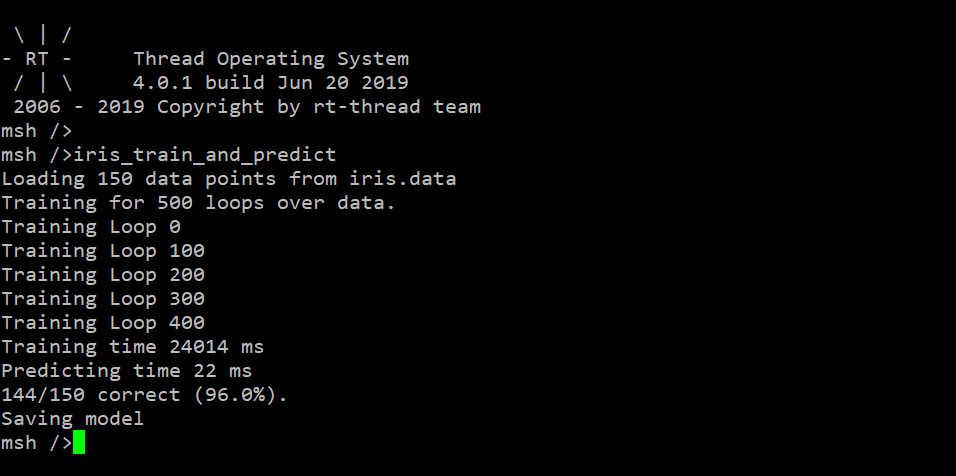 \ | /
- RT -     Thread Operating System
 / | \     4.0.1 build Jun 20 2019
 2006 - 2019 Copyright by rt-thread team
msh />
msh />iris_train_and_predict
Loading 150 data points from iris.data
Training for 500 loops over data.
Training Loop 0
Training Loop 100
Training Loop 200
Training Loop 300
Training Loop 400
Training time 24014 ms
Predicting time 22 ms
144/150 correct (96.0%).
Saving model
msh />